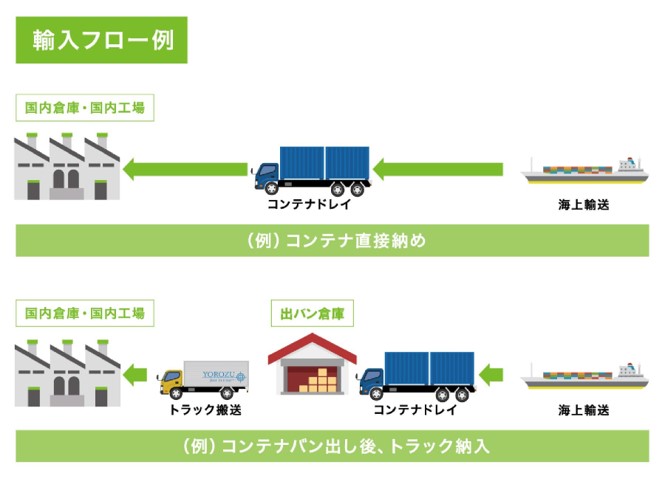 輸入フロー例
国内倉庫・国内工場
コンテナドレイ
海上輸送
（例）コンテナ直接納め
国内倉庫・国内工場
出バン倉庫
YOROZU
トラック搬送
コンテナドレイ
海上輸送
（例）コンテナバン出し後、トラック納入